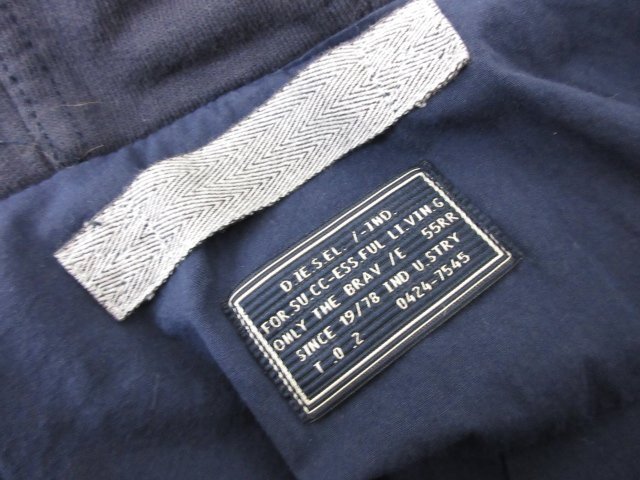 D.IE.S.EL. /-IND.
FOR.SU.CC-ESS.FUL LI.VIN.G
ONLY THE BRAV /E 55RR
SINCE 19/78 IND U.STRY
T .O .Z 0424-7545